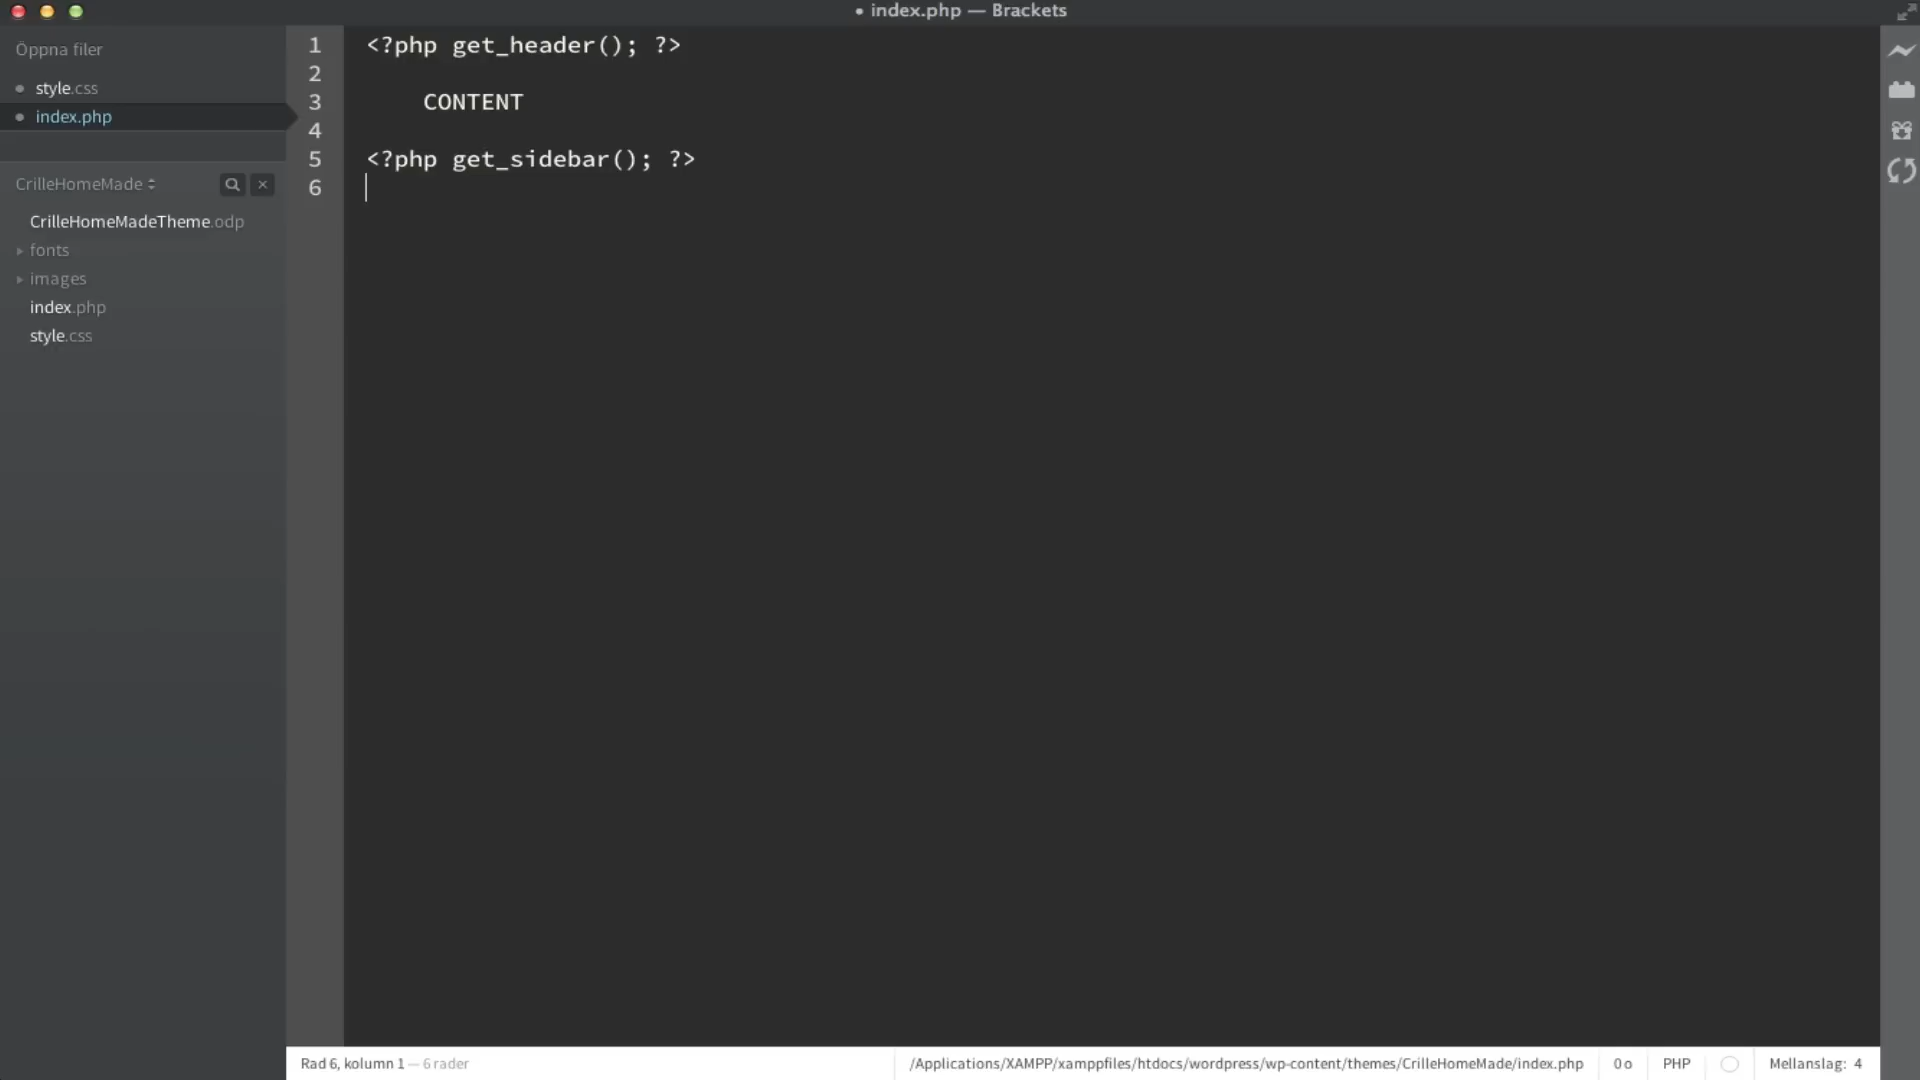 • index.php — Brackets
Öppna filer
style.css
index.php
CrilleHomeMade
CrilleHomeMadeTheme.odp
fonts
images
index.php
style.css
1 <?php get_header(); ?>
2
3 CONTENT
4
5 <?php get_sidebar(); ?>
6
Rad 6, kolumn 1 — 6 rader
/Applications/XAMPP/xamppfiles/htdocs/wordpress/wp-content/themes/CrilleHomeMade/index.php
PHP
Mellanslag: 4